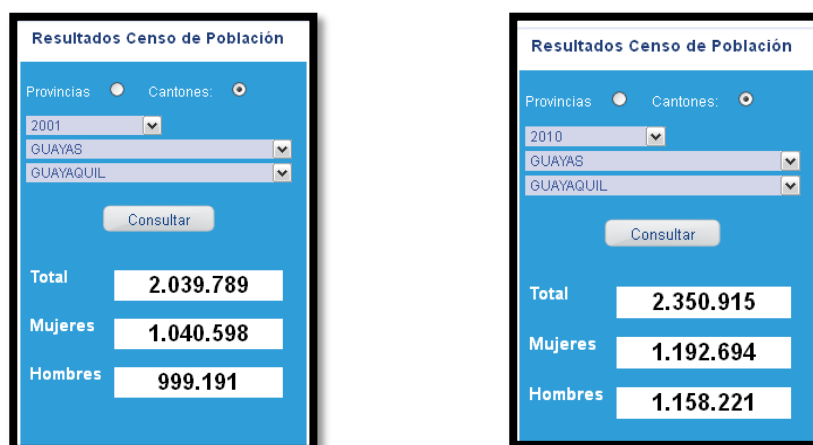 Resultados Censo de Población
Provincias Cantones:
2001
GUAYAS
GUAYAQUIL
Consultar
Total 2.039.789
Mujeres 1.040.598
Hombres 999.191
Resultados Censo de Población
Provincias Cantones:
2010
GUAYAS
GUAYAQUIL
Consultar
Total 2.350.915
Mujeres 1.192.694
Hombres 1.158.221